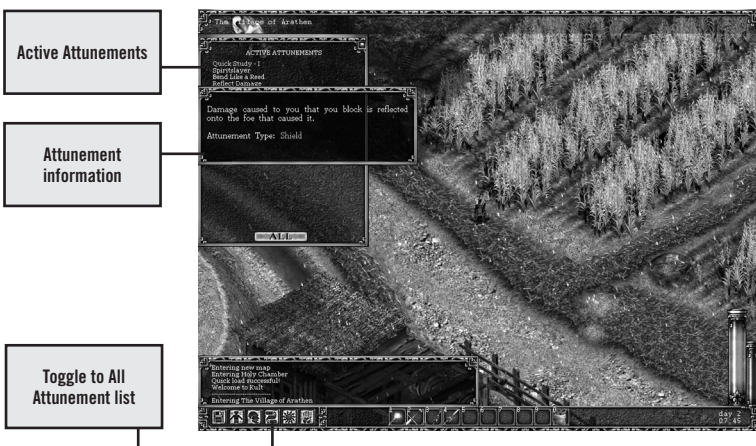 Active Attunements
Attunement
information
Toggle to All
Attunement list
The Village of Arathen
ACTIVE ATTUNEMENTS
Quick Study - I
Spiritslayer
Bend Like a Reed
Reflect Damage
Damage caused to you that you block is reflected
onto the foe that caused it.
Attunement Type: Shield
ALL
Entering new map
Entering Holy Chamber
Quick load successful!
Welcome to Kult
--------------------
Entering The Village of Arathen
day 2
07:45